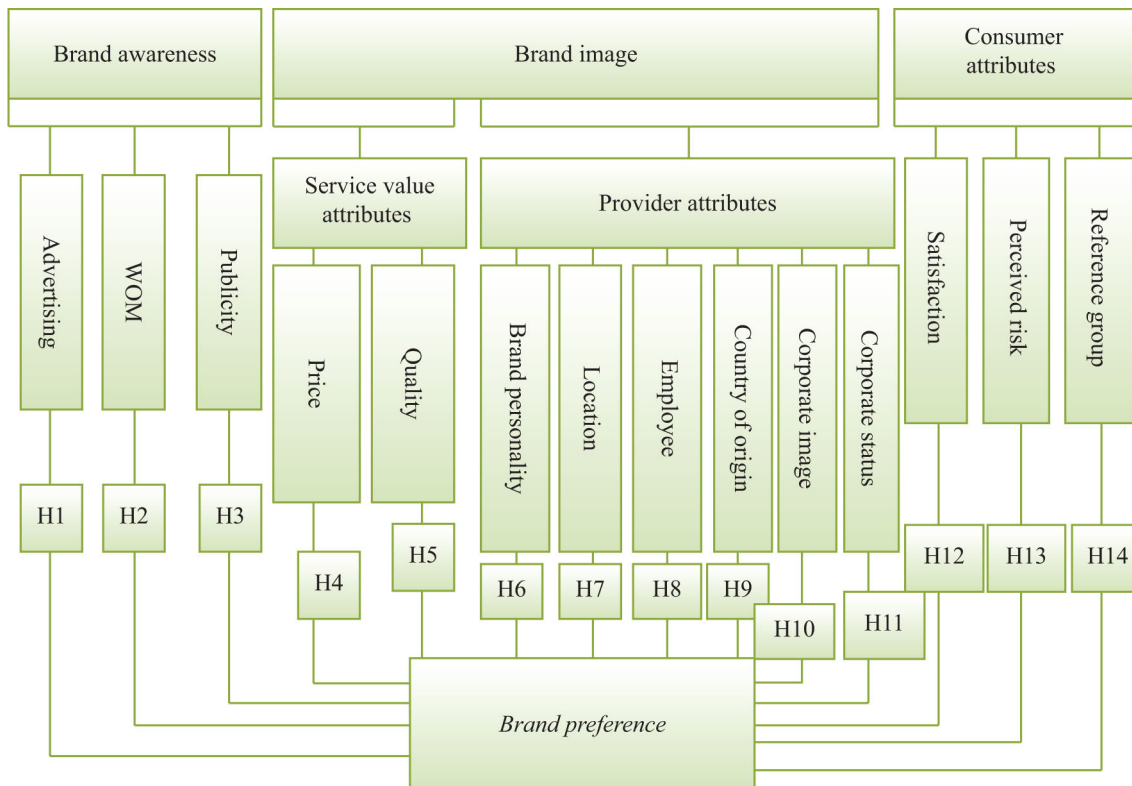 Brand awareness
Brand image
Consumer
attributes
Service value
attributes
Provider attributes
Advertising
WOM
Publicity
Price
Quality
Brand personality
Location
Employee
Country of origin
Corporate image
Corporate status
Satisfaction
Perceived risk
Reference group
H1
H2
H3
H4
H5
H6
H7
H8
H9
H10
H11
H12
H13
H14
Brand preference